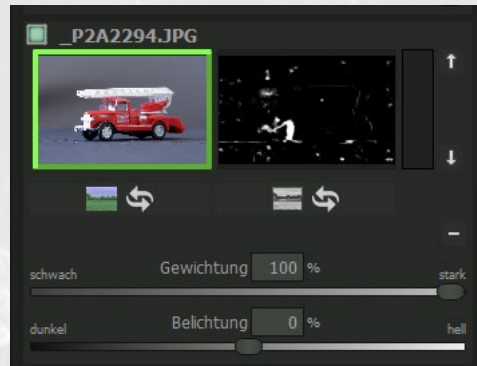 _P2A2294.JPG
Gewichtung 100 %
schwach stark
Belichtung 0 %
dunkel hell